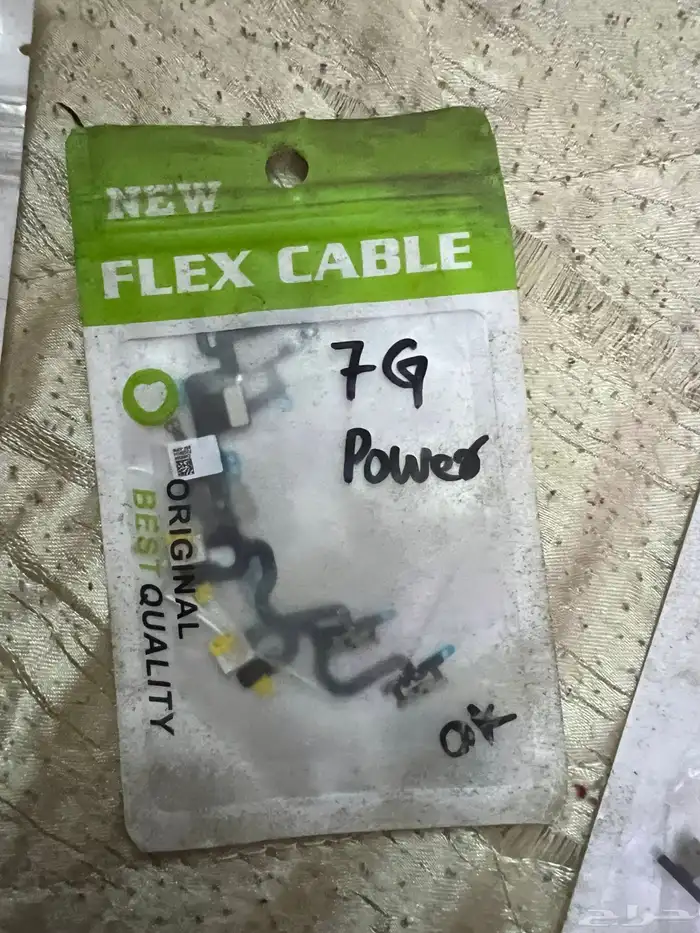 NEW
FLEX CABLE
7G
Power
ORIGINAL
BEST QUALITY
OK
حراج